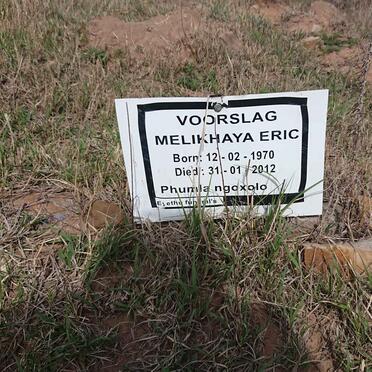 VOORSLAG
MELIKHAYA ERIC
Born: 12 - 02 - 1970
Died : 31 - 01 - 2012
Phumla ngoxolo